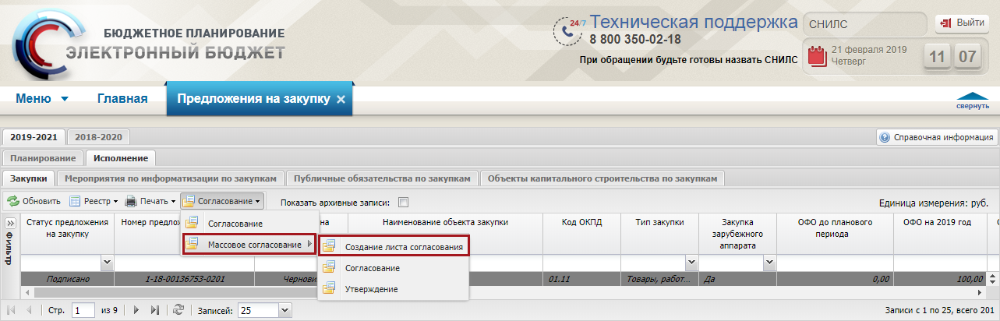 БЮДЖЕТНОЕ ПЛАНИРОВАНИЕ
ЭЛЕКТРОННЫЙ БЮДЖЕТ
24/7 Техническая поддержка
8 800 350-02-18
При обращении будьте готовы назвать СНИЛС
СНИЛС
Выйти
21 февраля 2019
Четверг
11 07
Меню Главная Предложения на закупку
свернуть
2019-2021 2018-2020
Справочная информация
Планирование Исполнение
Закупки Мероприятия по информатизации по закупкам Публичные обязательства по закупкам Объекты капитального строительства по закупкам
Обновить Реестр Печать Согласование Показать архивные записи:
Единица измерения: руб.
Фильтр
Статус предложения на закупку Номер предло на Наименование объекта закупки Код ОКПД Тип закупки Закупка зарубежного аппарата ОФО до планового периода ОФО на 2019 год
Согласование
Массовое согласование
Создание листа согласования
Согласование
Утверждение
Подписано 1-18-00136753-0201 Чернови 01.11 Товары, работ... Да 0,00 100,00
Стр. 1 из 9 Записей: 25
Записи с 1 по 25, всего 201